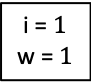 i = 1
w = 1